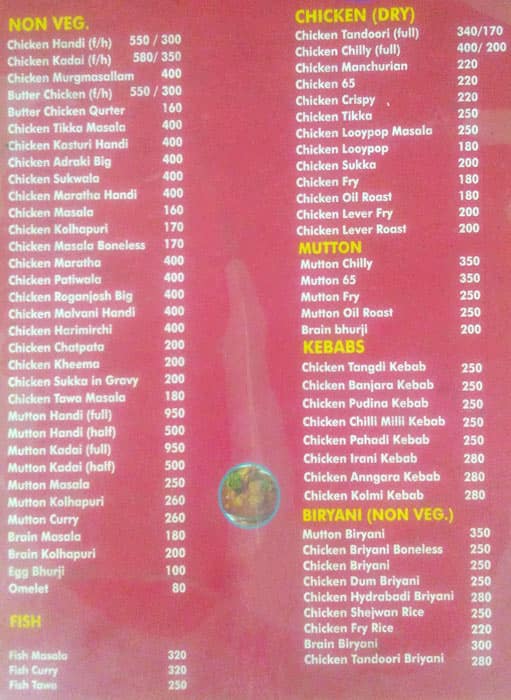 NON VEG.
Chicken Handi (f/h) 550 / 300
Chicken Kadai (f/h) 580/ 350
Chicken Murgmasallam 400
Butter Chicken (f/h) 550 / 300
Butter Chicken Qurter 160
Chicken Tikka Masala 400
Chicken Kasturi Handi 400
Chicken Adraki Big 400
Chicken Sukwala 400
Chicken Maratha Handi 400
Chicken Masala 160
Chicken Kolhapuri 170
Chicken Masala Boneless 170
Chicken Maratha 400
Chicken Patiwala 400
Chicken Roganjosh Big 400
Chicken Malvani Handi 400
Chicken Harimirchi 400
Chicken Chatpata 200
Chicken Kheema 200
Chicken Sukka in Gravy 200
Chicken Tawa Masala 180
Mutton Handi (full) 950
Mutton Handi (half) 500
Mutton Kadai (full) 950
Mutton Kadai (half) 500
Mutton Masala 250
Mutton Kolhapuri 260
Mutton Curry 260
Brain Masala 180
Brain Kolhapuri 200
Egg Bhurji 100
Omelet 80
FISH
Fish Masala 320
Fish Curry 320
Fish Tawa 250
CHICKEN (DRY)
Chicken Tandoori (full) 340/170
Chicken Chilly (full) 400/ 200
Chicken Manchurian 220
Chicken 65 220
Chicken Crispy 220
Chicken Tikka 250
Chicken Looypop Masala 250
Chicken Looypop 180
Chicken Sukka 200
Chicken Fry 180
Chicken Oil Roast 180
Chicken Lever Fry 200
Chicken Lever Roast 200
MUTTON
Mutton Chilly 350
Mutton 65 350
Mutton Fry 250
Mutton Oil Roast 250
Brain bhurji 200
KEBABS
Chicken Tangdi Kebab 250
Chicken Banjara Kebab 250
Chicken Pudina Kebab 250
Chicken Chilli Milli Kebab 250
Chicken Pahadi Kebab 250
Chicken Irani Kebab 280
Chicken Anngara Kebab 280
Chicken Kolmi Kebab 280
BIRYANI (NON VEG.)
Mutton Biryani 350
Chicken Briyani Boneless 250
Chicken Briyani 250
Chicken Dum Briyani 250
Chicken Hydrabadi Briyani 280
Chicken Shejwan Rice 250
Chicken Fry Rice 220
Brain Biryani 300
Chicken Tandoori Briyani 280